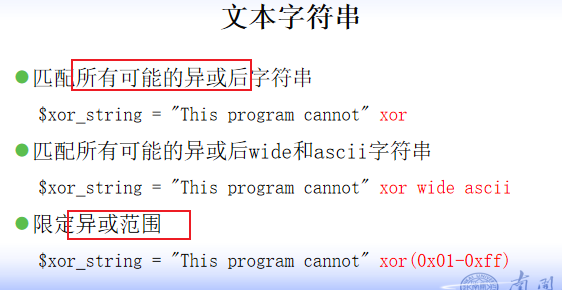 文本字符串
匹配所有可能的异或后字符串
$xor_string = "This program cannot" xor
匹配所有可能的异或后wide和ascii字符串
$xor_string = "This program cannot" xor wide ascii
限定异或范围
$xor_string = "This program cannot" xor(0x01-0xff)
南開